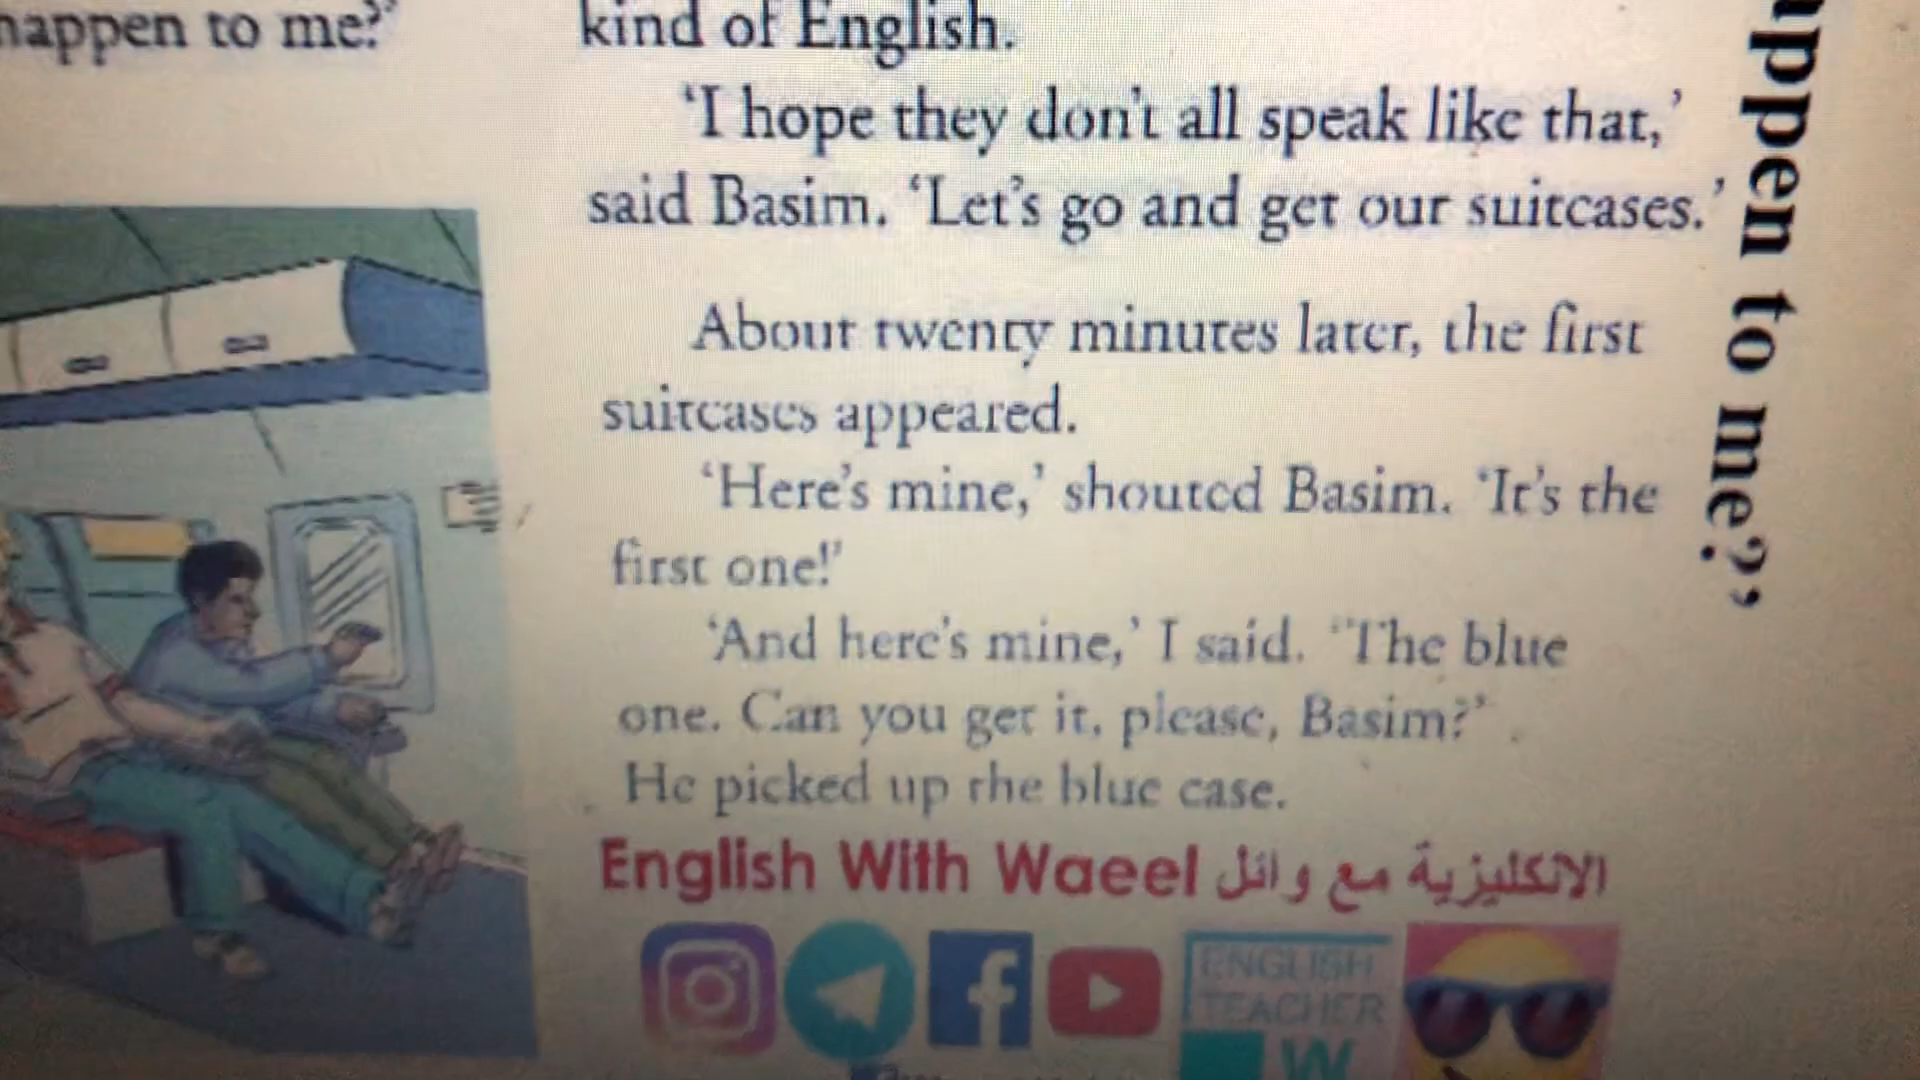 happen to me?'
kind of English.
'I hope they don't all speak like that,'
said Basim. 'Let's go and get our suitcases.'
About twenty minutes later, the first
suitcases appeared.
'Here's mine,' shouted Basim. 'It's the
first one!'
'And here's mine,' I said. 'The blue
one. Can you get it, please, Basim?'
He picked up the blue case.
English With Waeel الانكليزية مع وائل
ENGLISH
TEACHER
W
ppen to me?'